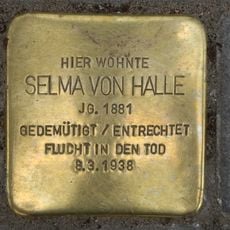 HIER WOHNTE
SELMA VON HALLE
JG. 1881
GEDEMÜTIGT / ENTRECHTET
FLUCHT IN DEN TOD
8.3.1938